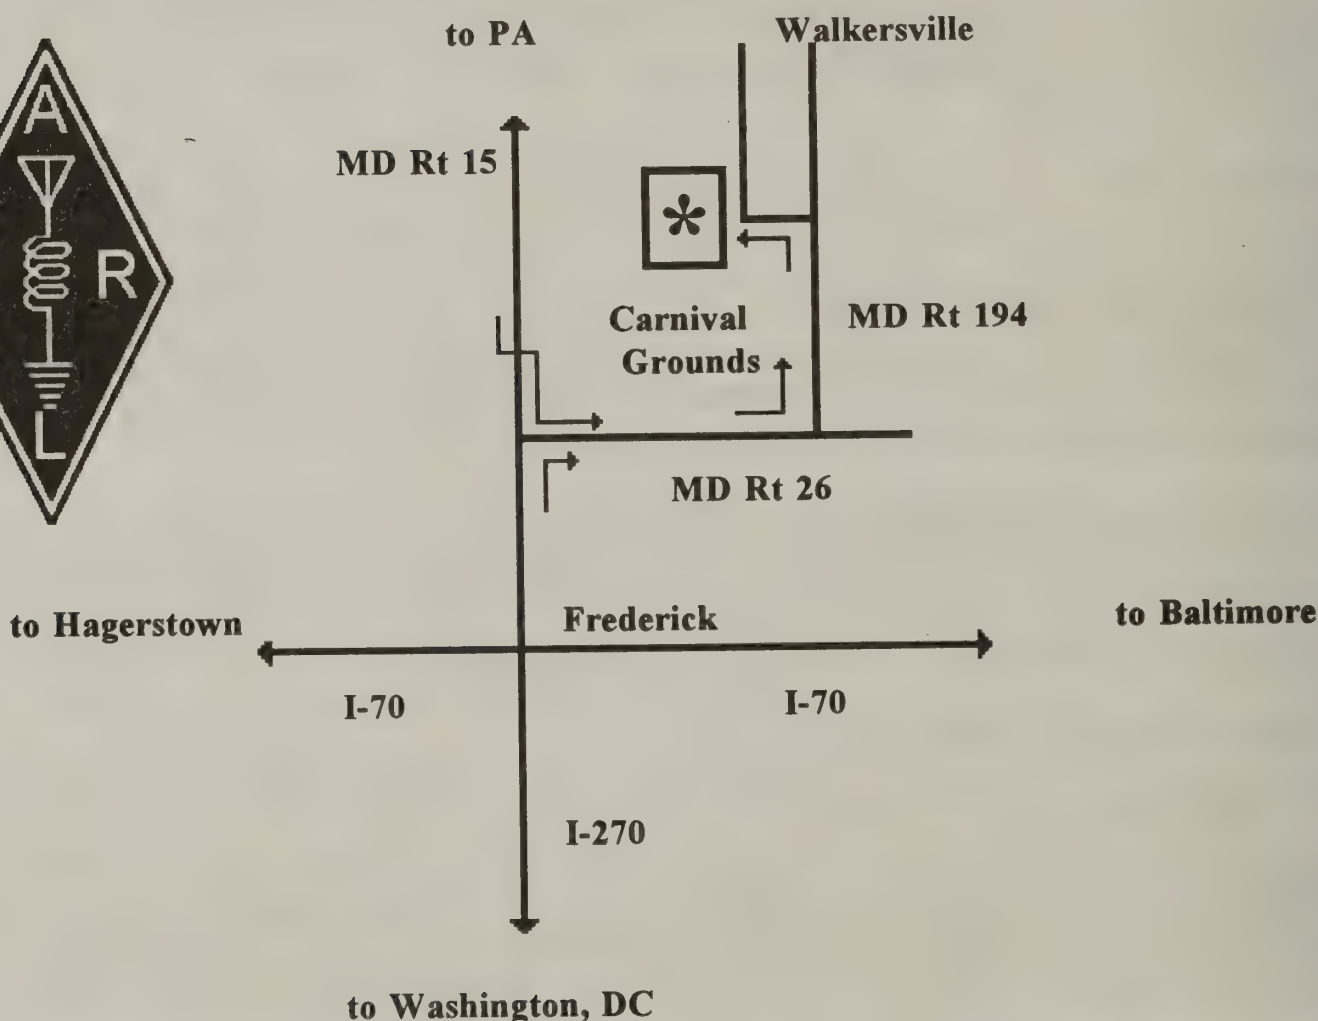 to PA
Walkersville
A
R
L
MD Rt 15
*
Carnival
Grounds
MD Rt 194
MD Rt 26
to Hagerstown
Frederick
to Baltimore
I-70
I-70
I-270
to Washington, DC